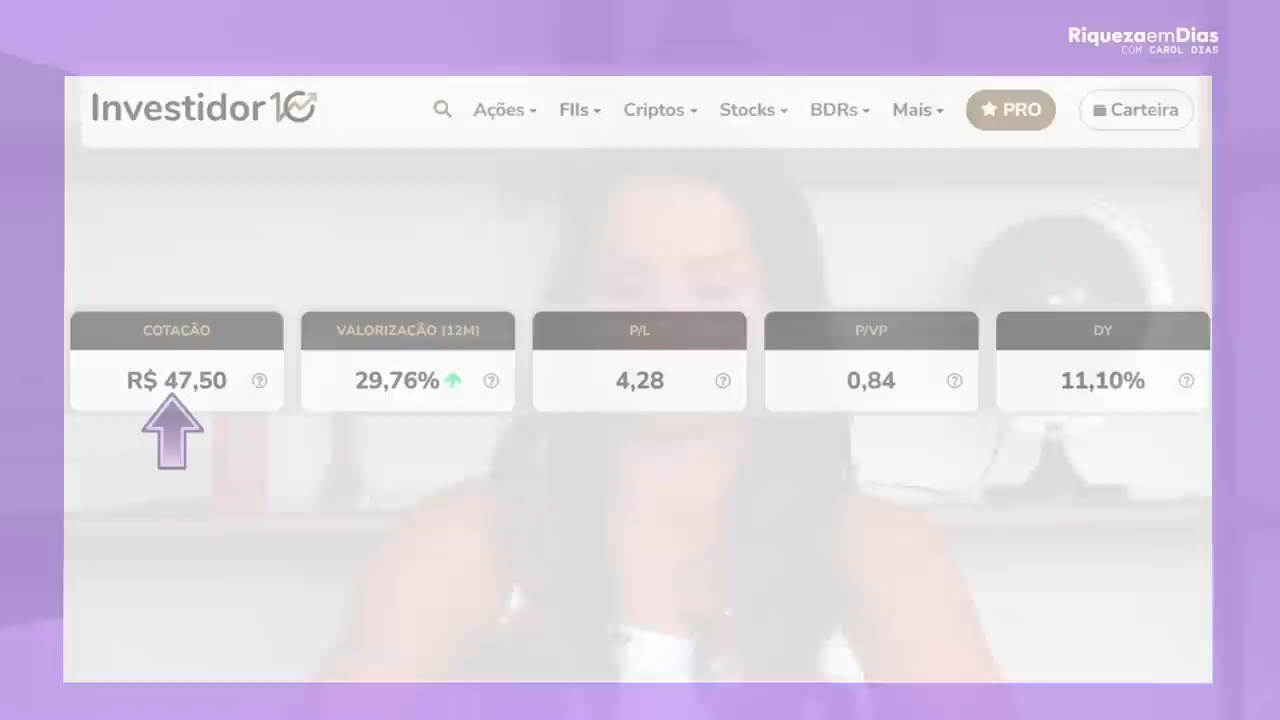 RiquezaemDias
COM CAROL DIAS
Investidor10
Ações FIIs Criptos Stocks BDRs Mais PRO Carteira
COTAÇÃO VALORIZAÇÃO (12M) P/L P/VP DY
R$ 47,50 29,76% 4,28 0,84 11,10%